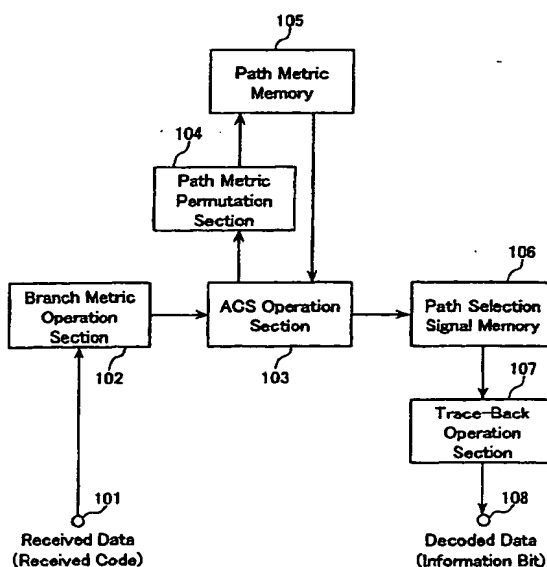 105
Path Metric
Memory
104
Path Metric
Permutation
Section
106
Branch Metric
Operation
Section
102
ACS Operation
Section
103
Path Selection
Signal Memory
107
Trace-Back
Operation
Section
101
Received Data
(Received Code)
108
Decoded Data
(Information Bit)